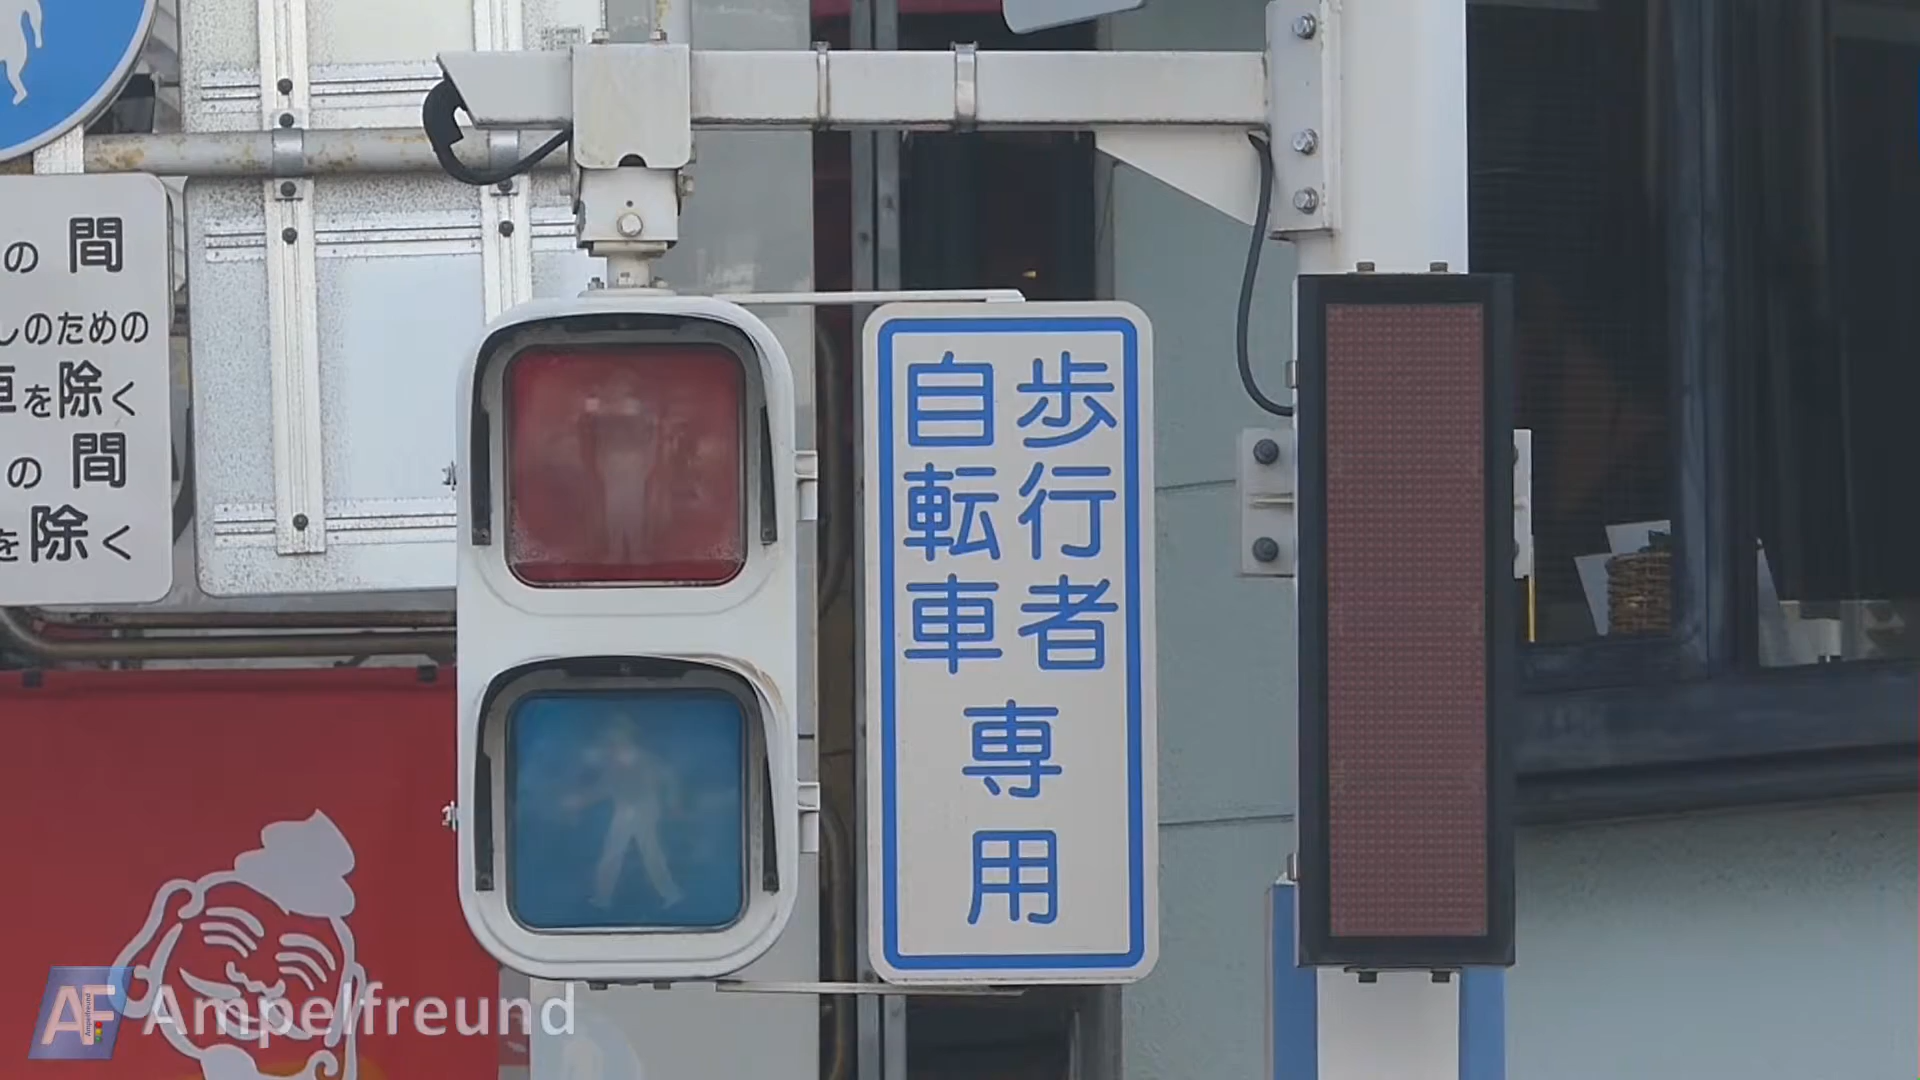 の 間
しのための
車を除く
の 間
を除く
歩行者
自転車
専用
AF
Ampelfreund